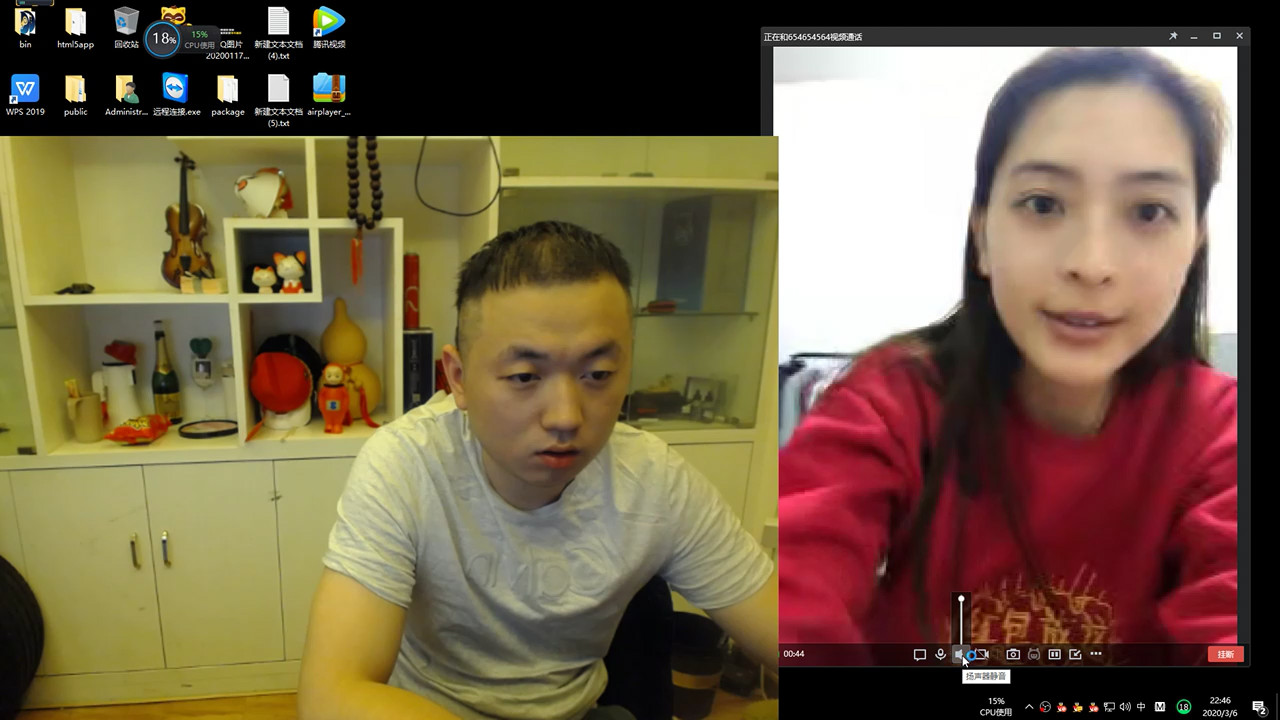 bin
html5app
回收站
Q图片
20200117...
新建文本文档
(4).txt
腾讯视频
18%
15%
CPU使用
WPS 2019
public
Administr...
远程连接.exe
package
新建文本文档
(5).txt
airplayer_...
正在和654654564视频通话
00:44
挂断
扬声器静音
15%
CPU使用
中
M
18
22:46
2020/3/6
2